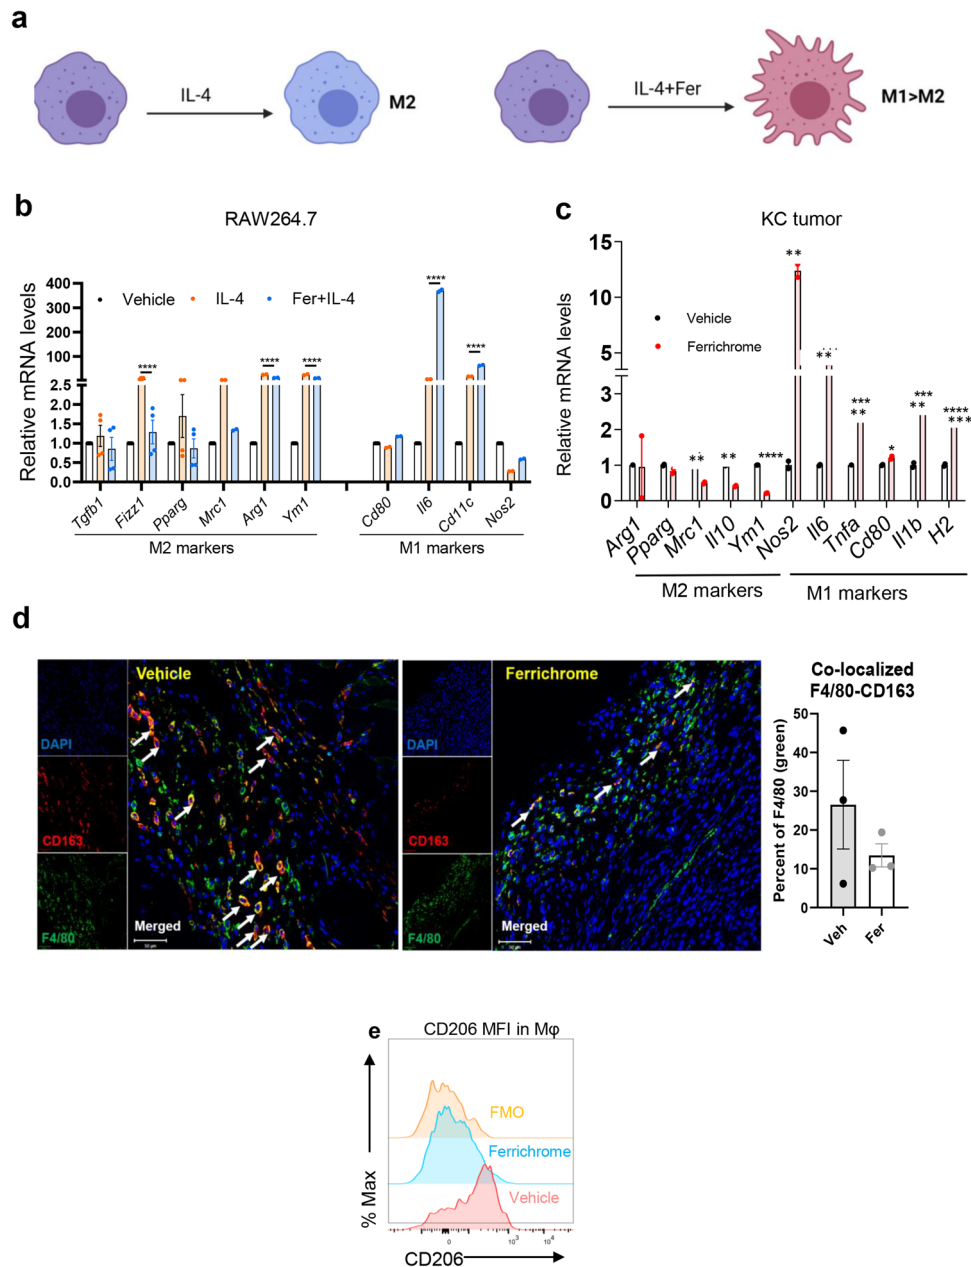 a
IL-4
M2
IL-4+Fer
M1>M2
b
RAW264.7
Relative mRNA levels
400
300
200
100
2.5
2.0
1.5
1.0
0.5
0.0
Vehicle
IL-4
Fer+IL-4
****
****
****
****
****
Tgfb1
Fizz1
Pparg
Mrc1
Arg1
Ym1
Cd80
Il6
Cd11c
Nos2
M2 markers
M1 markers
c
KC tumor
Relative mRNA levels
15
10
5
3
2
1
0
Vehicle
Ferrichrome
**
**
****
**
**
***
**
*
***
**
****
***
Arg1
Pparg
Mrc1
Il10
Ym1
Nos2
Il6
Tnfa
Cd80
Il1b
H2
M2 markers
M1 markers
d
DAPI
CD163
F4/80
Vehicle
Merged
50 µm
DAPI
CD163
F4/80
Ferrichrome
Merged
Co-localized
F4/80-CD163
Percent of F4/80 (green)
50
40
30
20
10
0
Veh
Fer
e
CD206 MFI in Mφ
% Max
FMO
Ferrichrome
Vehicle
0
10³
10⁴
CD206